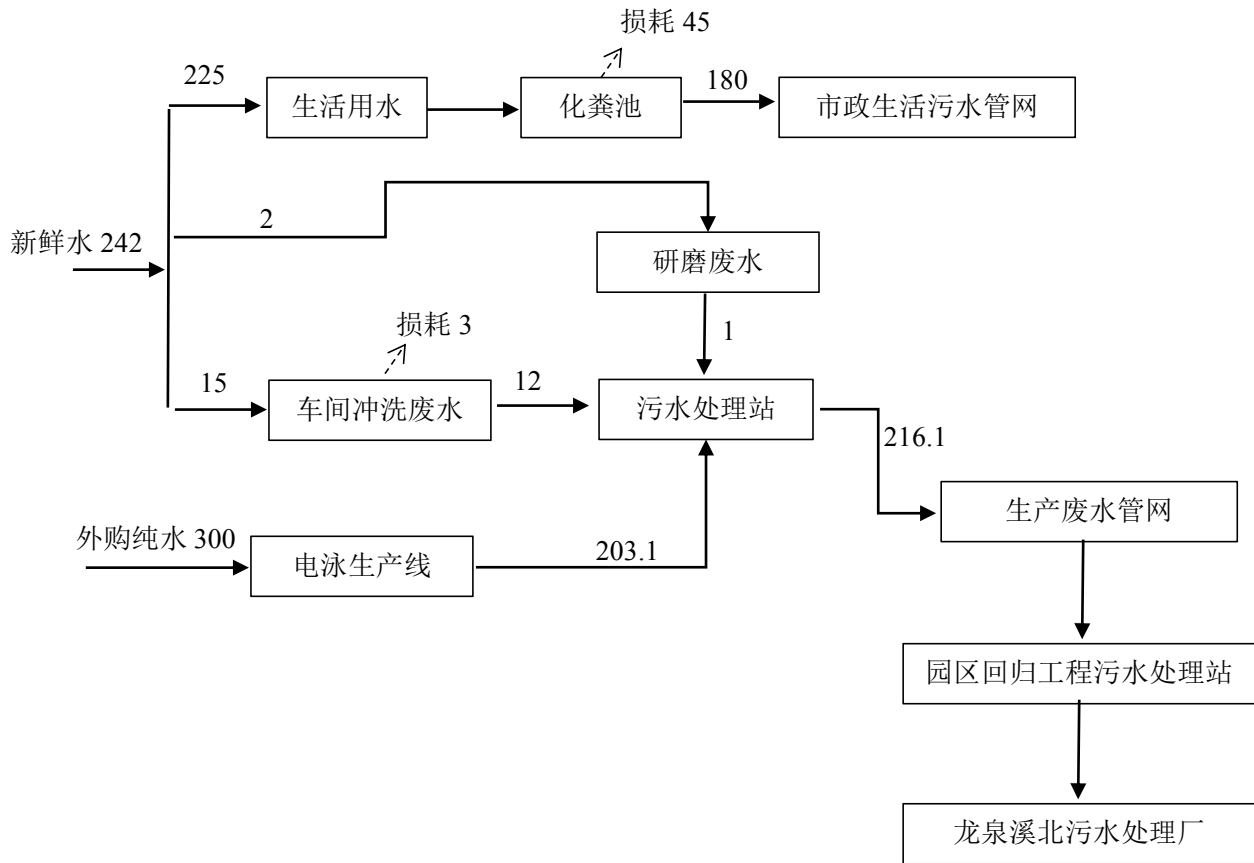 损耗 45
225
生活用水
化粪池
180
市政生活污水管网
2
新鲜水 242
研磨废水
损耗 3
1
15
车间冲洗废水
12
污水处理站
216.1
生产废水管网
外购纯水 300
电泳生产线
203.1
园区回归工程污水处理站
龙泉溪北污水处理厂